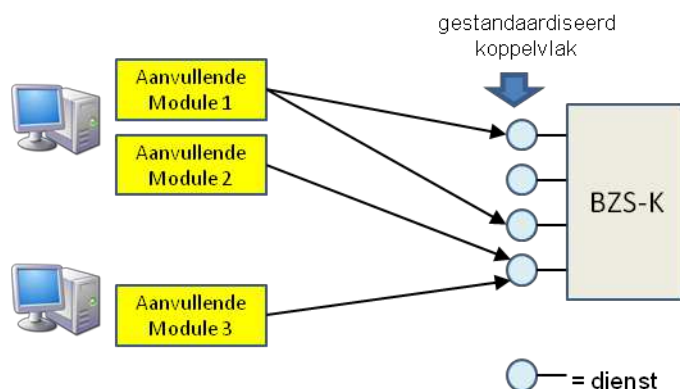 gestandaardiseerd
koppelvlak
Aanvullende
Module 1
Aanvullende
Module 2
BZS-K
Aanvullende
Module 3
= dienst